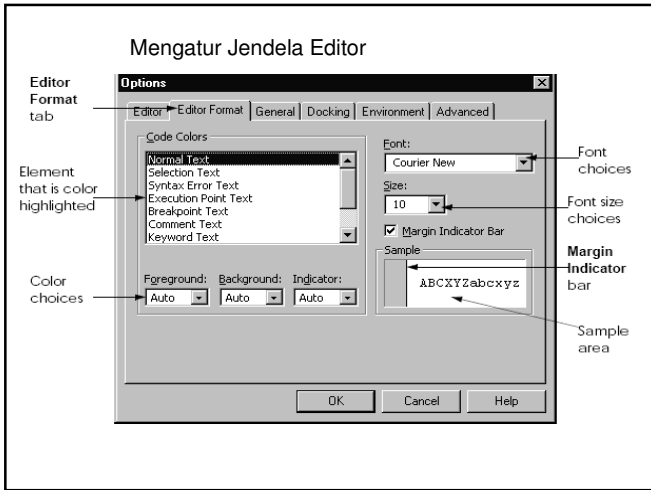 Mengatur Jendela Editor
Editor
Format
tab
Options
Editor
Editor Format
General
Docking
Environment
Advanced
Element
that is color
highlighted
Code Colors
Normal Text
Selection Text
Syntax Error Text
Execution Point Text
Breakpoint Text
Comment Text
Keyword Text
Color
choices
Foreground:
Background:
Indicator:
Auto
Auto
Auto
Font:
Courier New
Font
choices
Size:
10
Font size
choices
Margin Indicator Bar
Margin
Indicator
bar
Sample
ABCXYZabcxyz
Sample
area
OK
Cancel
Help